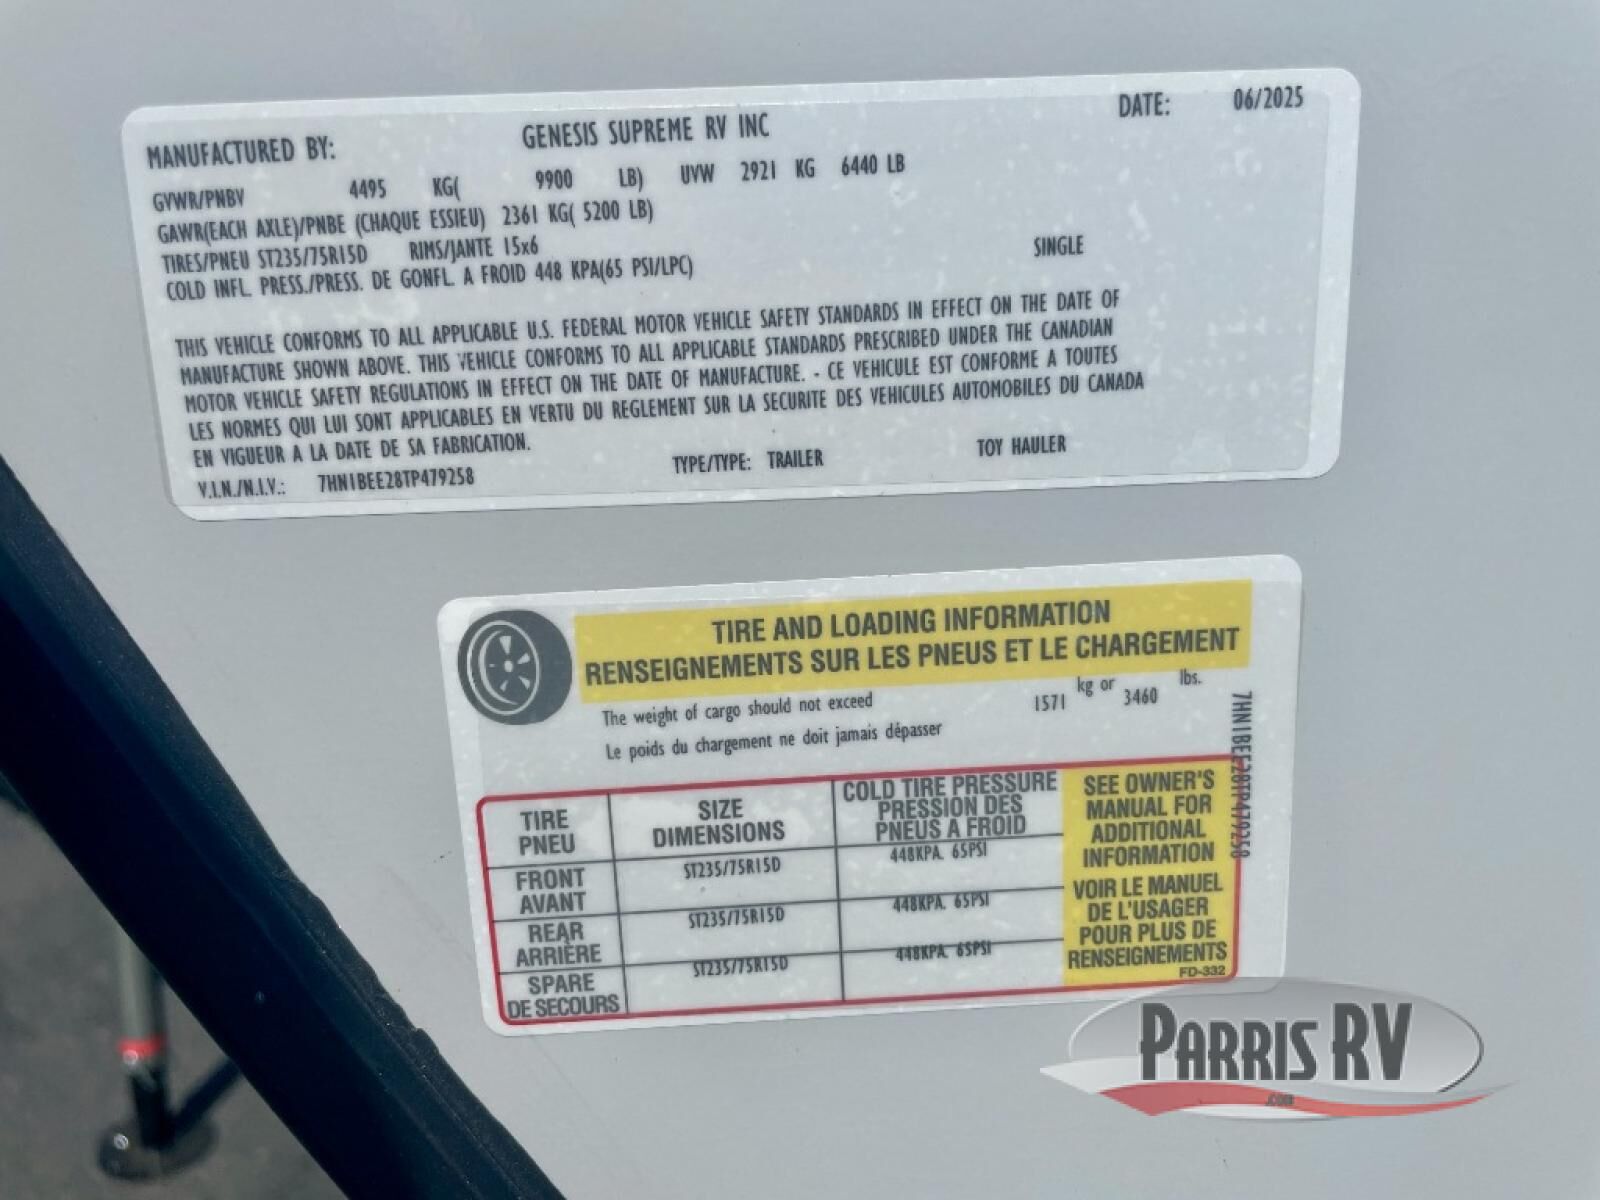 MANUFACTURED BY: GENESIS SUPREME RV INC DATE: 06/2025
GVWR/PNBV 4495 KG( 9900 LB) UVW 2921 KG 6440 LB
GAWR(EACH AXLE)/PNBE (CHAQUE ESSIEU) 2361 KG( 5200 LB)
TIRES/PNEU ST235/75R15D RIMS/JANTE 15x6 SINGLE
COLD INFL. PRESS./PRESS. DE GONFL. A FROID 448 KPA(65 PSI/LPC)
THIS VEHICLE CONFORMS TO ALL APPLICABLE U.S. FEDERAL MOTOR VEHICLE SAFETY STANDARDS IN EFFECT ON THE DATE OF
MANUFACTURE SHOWN ABOVE. THIS VEHICLE CONFORMS TO ALL APPLICABLE STANDARDS PRESCRIBED UNDER THE CANADIAN
MOTOR VEHICLE SAFETY REGULATIONS IN EFFECT ON THE DATE OF MANUFACTURE. - CE VEHICULE EST CONFORME A TOUTES
LES NORMES QUI LUI SONT APPLICABLES EN VERTU DU REGLEMENT SUR LA SECURITE DES VEHICULES AUTOMOBILES DU CANADA
EN VIGUEUR A LA DATE DE SA FABRICATION.
V.I.N./N.I.V.: 7HN1BEE28TP479258 TYPE/TYPE: TRAILER TOY HAULER
TIRE AND LOADING INFORMATION
RENSEIGNEMENTS SUR LES PNEUS ET LE CHARGEMENT
The weight of cargo should not exceed 1571 kg or 3460 lbs.
Le poids du chargement ne doit jamais dépasser
7HN1BEE28TP479258
TIRE
PNEU
SIZE
DIMENSIONS
COLD TIRE PRESSURE
PRESSION DES
PNEUS A FROID
FRONT
AVANT
ST235/75R15D
448KPA. 65PSI
REAR
ARRIÈRE
ST235/75R15D
448KPA. 65PSI
SPARE
DE SECOURS
ST235/75R15D
448KPA. 65PSI
SEE OWNER'S
MANUAL FOR
ADDITIONAL
INFORMATION
VOIR LE MANUEL
DE L'USAGER
POUR PLUS DE
RENSEIGNEMENTS
FD-332
PARRIS RV
.com